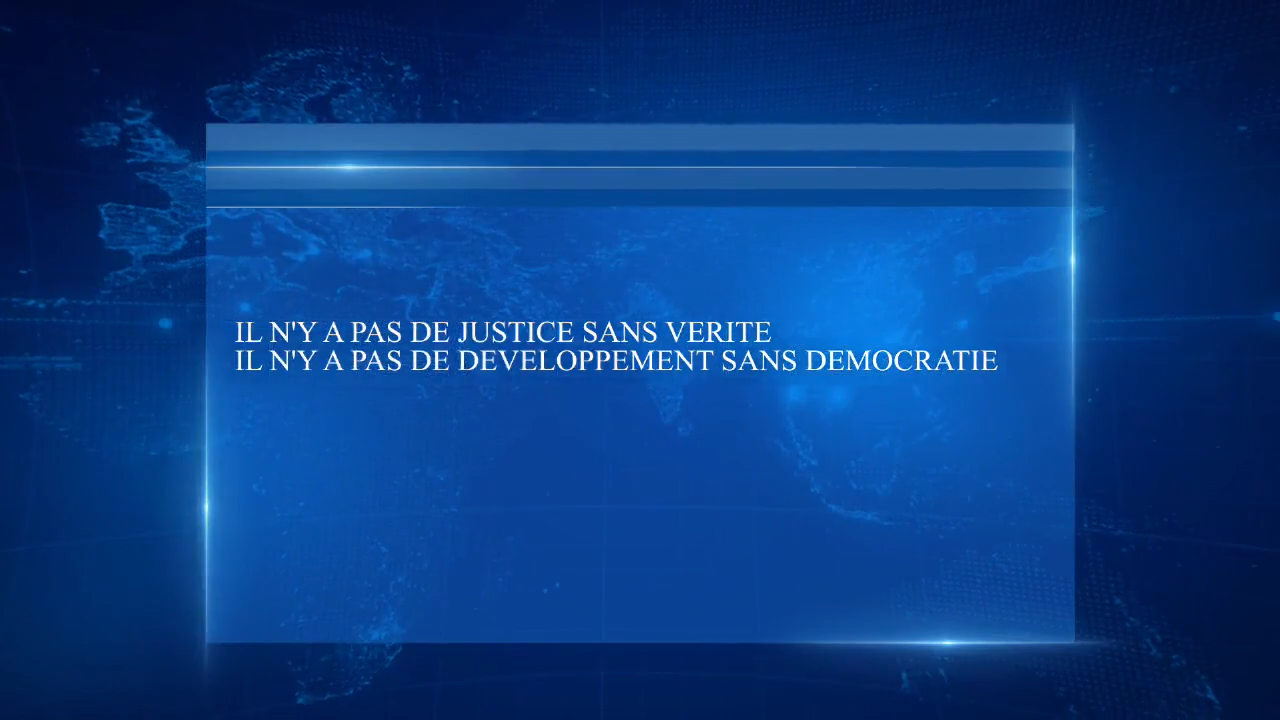 IL N'Y A PAS DE JUSTICE SANS VERITE
IL N'Y A PAS DE DEVELOPPEMENT SANS DEMOCRATIE